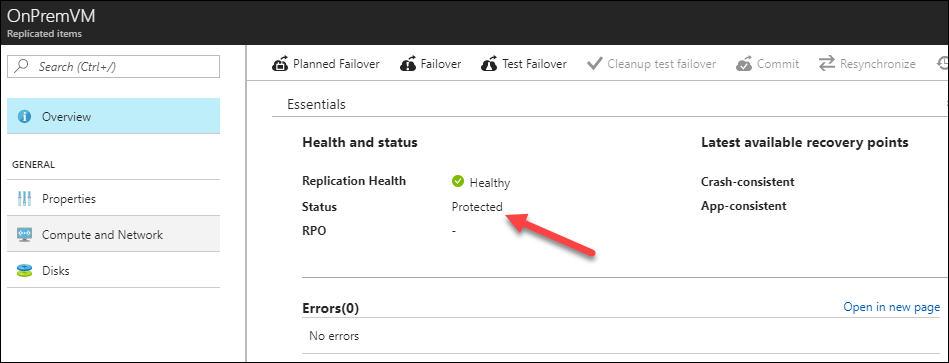 OnPremVM
Replicated items
Search (Ctrl+/)
Overview
GENERAL
Properties
Compute and Network
Disks
Planned Failover Failover Test Failover Cleanup test failover Commit Resynchronize
Essentials
Health and status
Replication Health Healthy
Status Protected
RPO -
Latest available recovery points
Crash-consistent
App-consistent
Errors(0) Open in new page
No errors